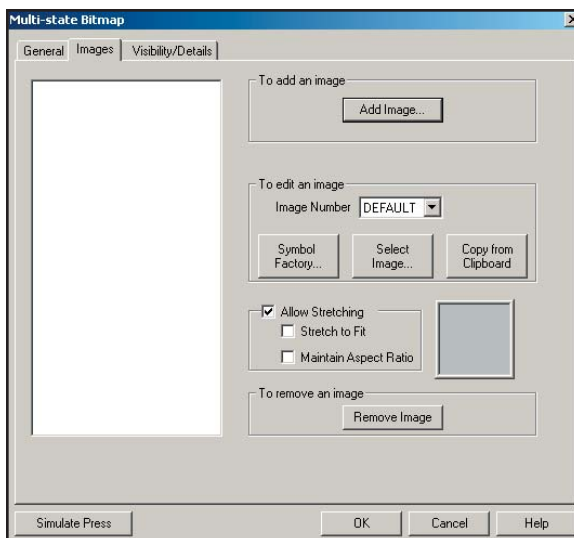 Multi-state Bitmap
General Images Visibility/Details
To add an image
Add Image...
To edit an image
Image Number DEFAULT
Symbol Factory...
Select Image...
Copy from Clipboard
Allow Stretching
Stretch to Fit
Maintain Aspect Ratio
To remove an image
Remove Image
Simulate Press OK Cancel Help